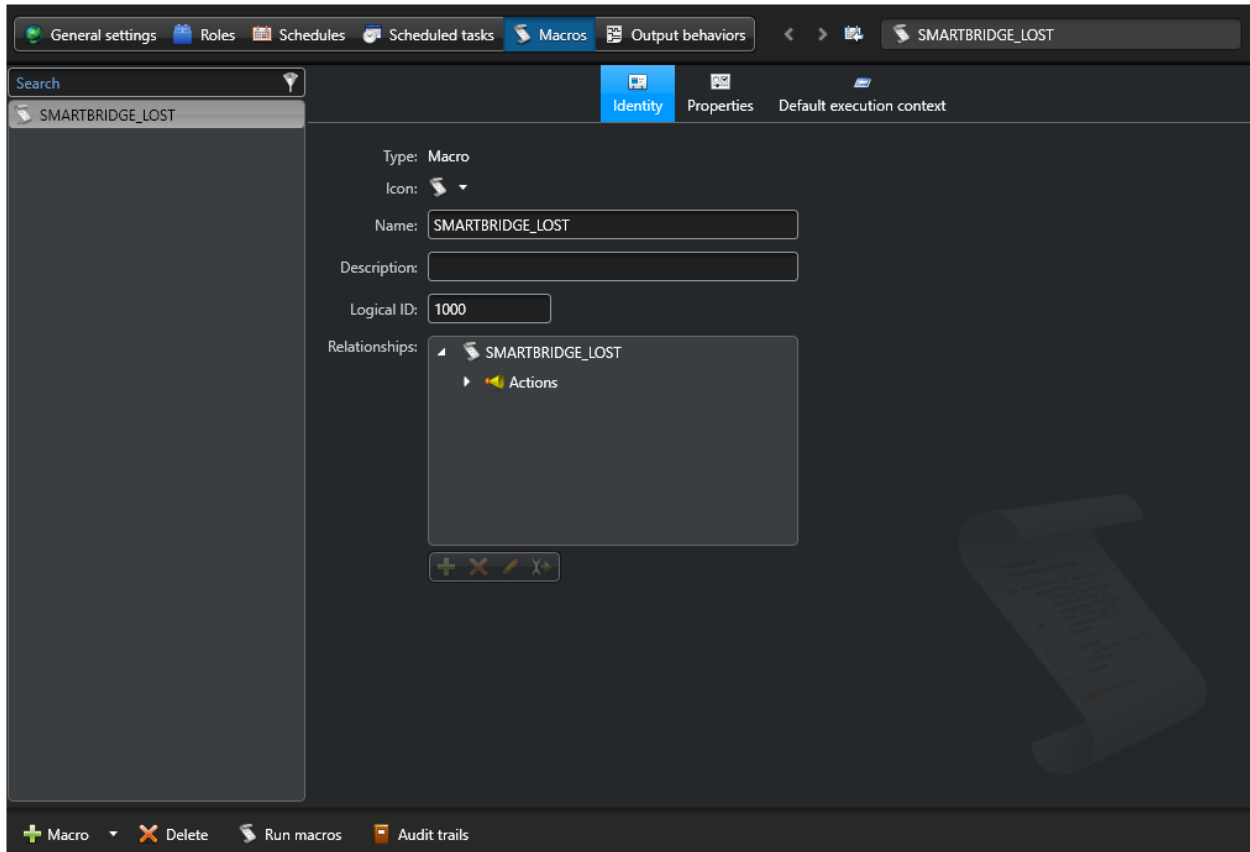 General settings Roles Schedules Scheduled tasks Macros Output behaviors SMARTBRIDGE_LOST
Search
SMARTBRIDGE_LOST
Identity Properties Default execution context
Type: Macro
Icon:
Name: SMARTBRIDGE_LOST
Description:
Logical ID: 1000
Relationships: SMARTBRIDGE_LOST
Actions
Macro Delete Run macros Audit trails